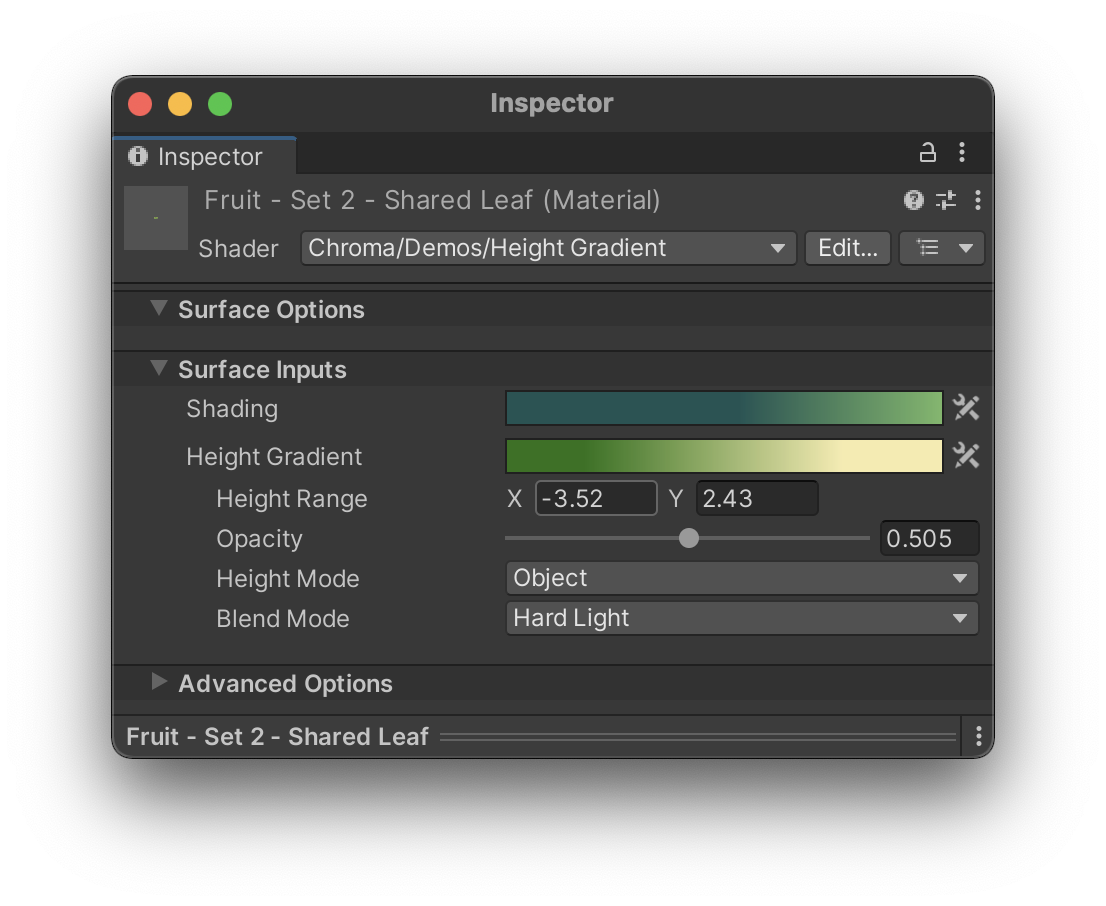 Inspector
Inspector
Fruit - Set 2 - Shared Leaf (Material)
Shader Chroma/Demos/Height Gradient Edit...
Surface Options
Surface Inputs
Shading
Height Gradient
Height Range X -3.52 Y 2.43
Opacity 0.505
Height Mode Object
Blend Mode Hard Light
Advanced Options
Fruit - Set 2 - Shared Leaf